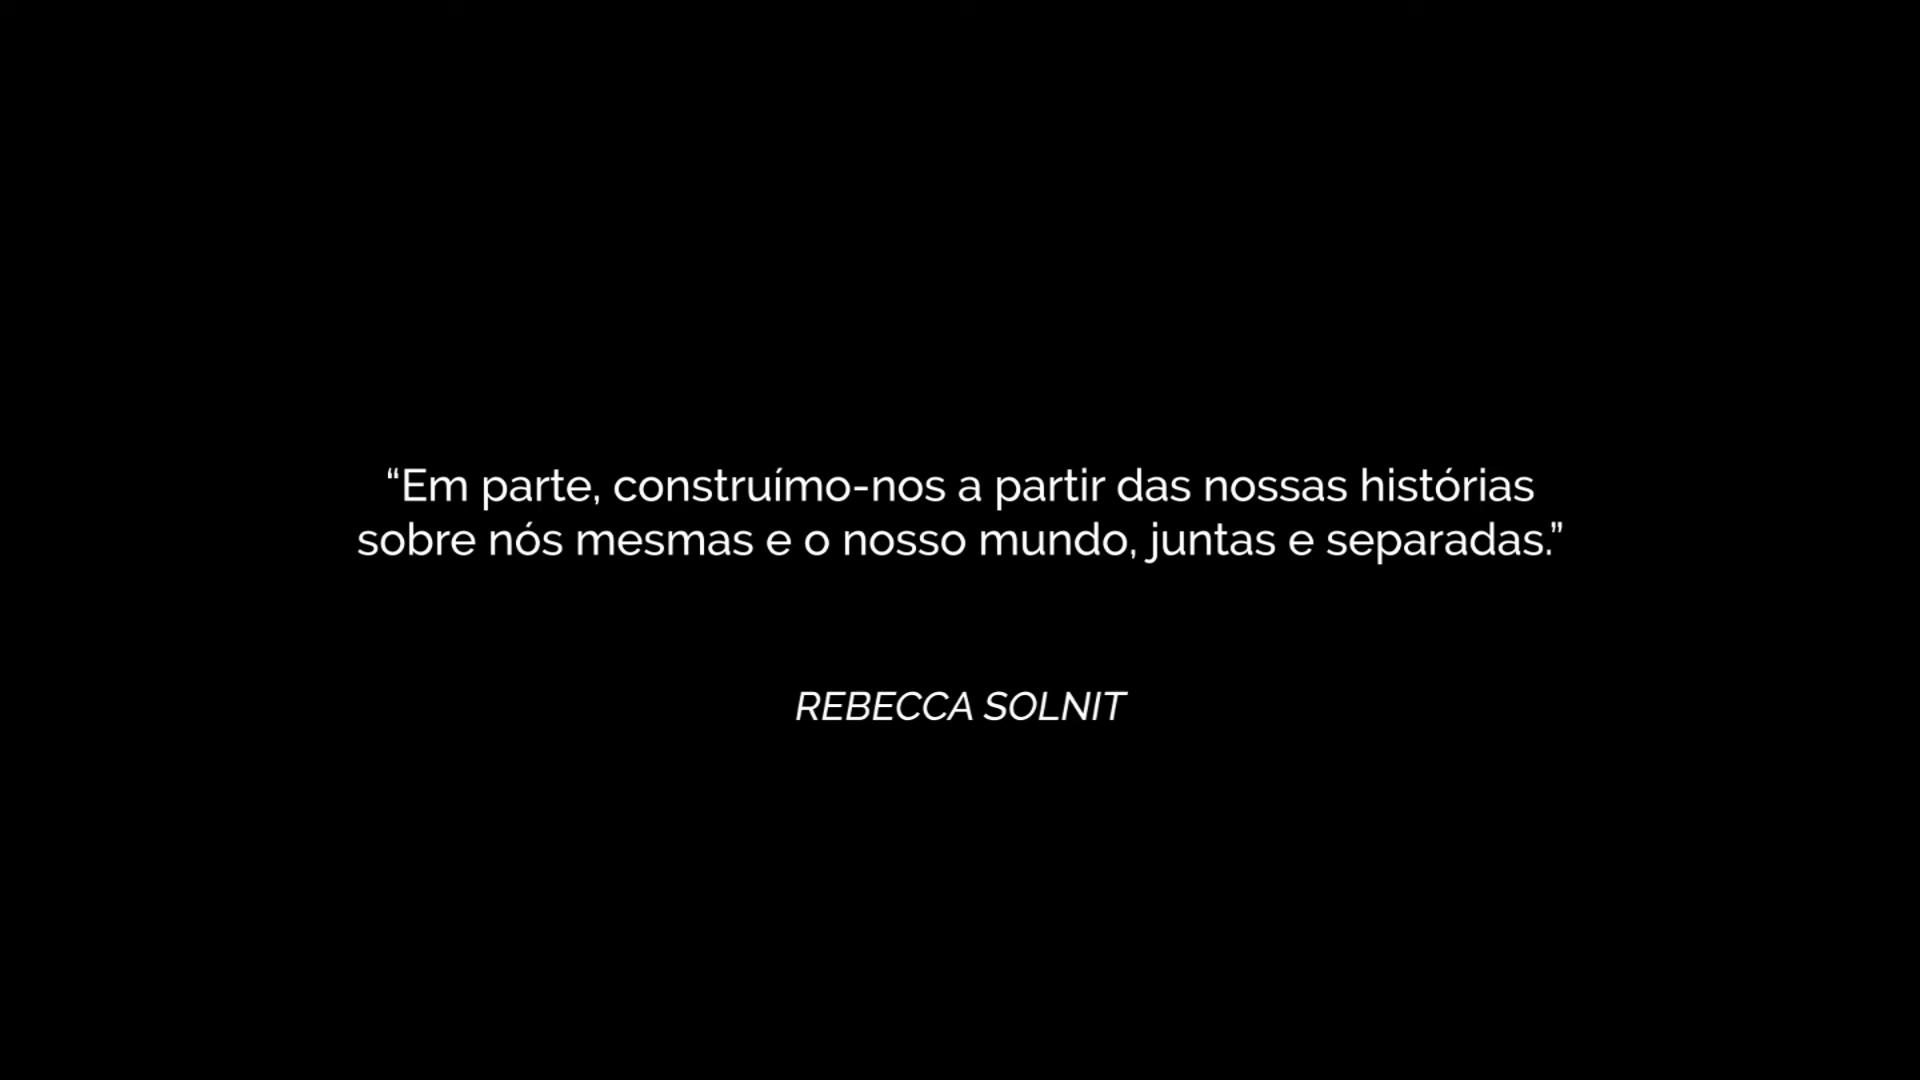 “Em parte, construímo-nos a partir das nossas histórias
sobre nós mesmas e o nosso mundo, juntas e separadas.”
REBECCA SOLNIT